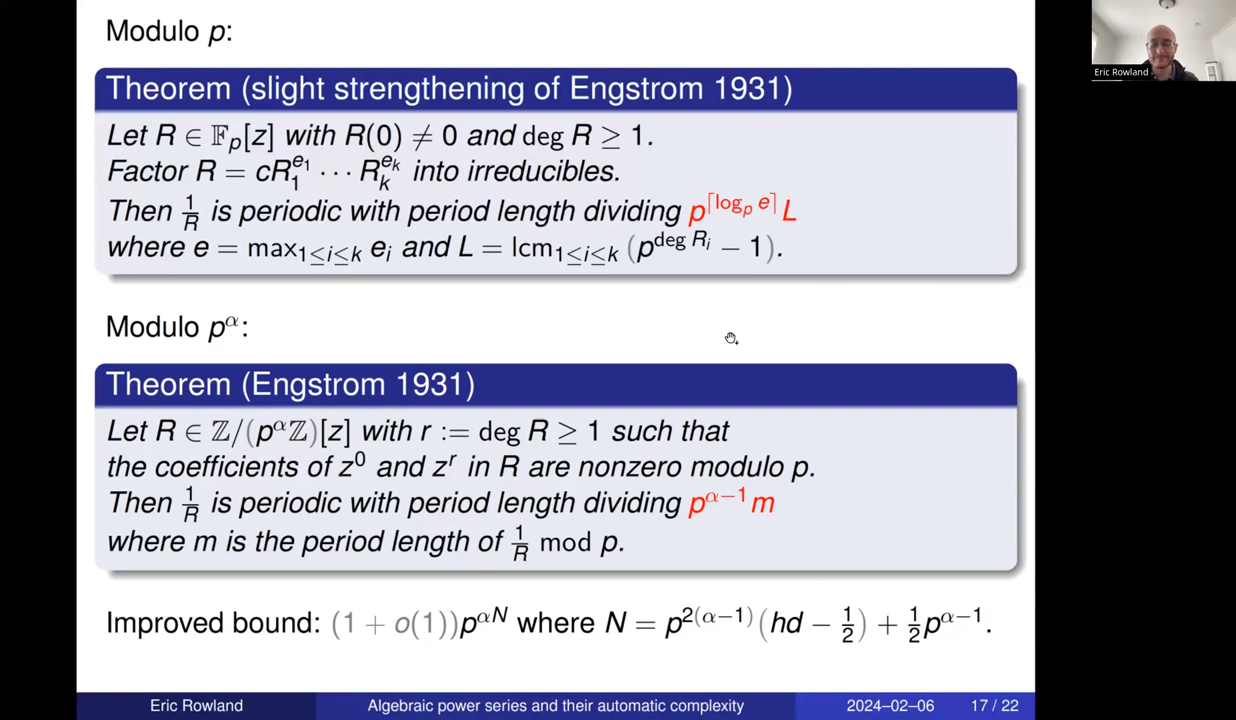 Modulo p:
Theorem (slight strengthening of Engstrom 1931)
Let R ∈ 𝔽_p[z] with R(0) ≠ 0 and deg R ≥ 1.
Factor R = cR_1^{e_1} ⋯ R_k^{e_k} into irreducibles.
Then 1/R is periodic with period length dividing p^{⌈log_p e⌉} L
where e = max_{1≤i≤k} e_i and L = lcm_{1≤i≤k} (p^{deg R_i} − 1).
Modulo p^α:
Theorem (Engstrom 1931)
Let R ∈ ℤ/(p^αℤ)[z] with r := deg R ≥ 1 such that
the coefficients of z^0 and z^r in R are nonzero modulo p.
Then 1/R is periodic with period length dividing p^{α−1} m
where m is the period length of 1/R mod p.
Improved bound: (1 + o(1))p^{αN} where N = p^{2(α−1)}(hd − 1/2) + 1/2 p^{α−1}.
Eric Rowland Algebraic power series and their automatic complexity 2024–02–06 17 / 22
Eric Rowland